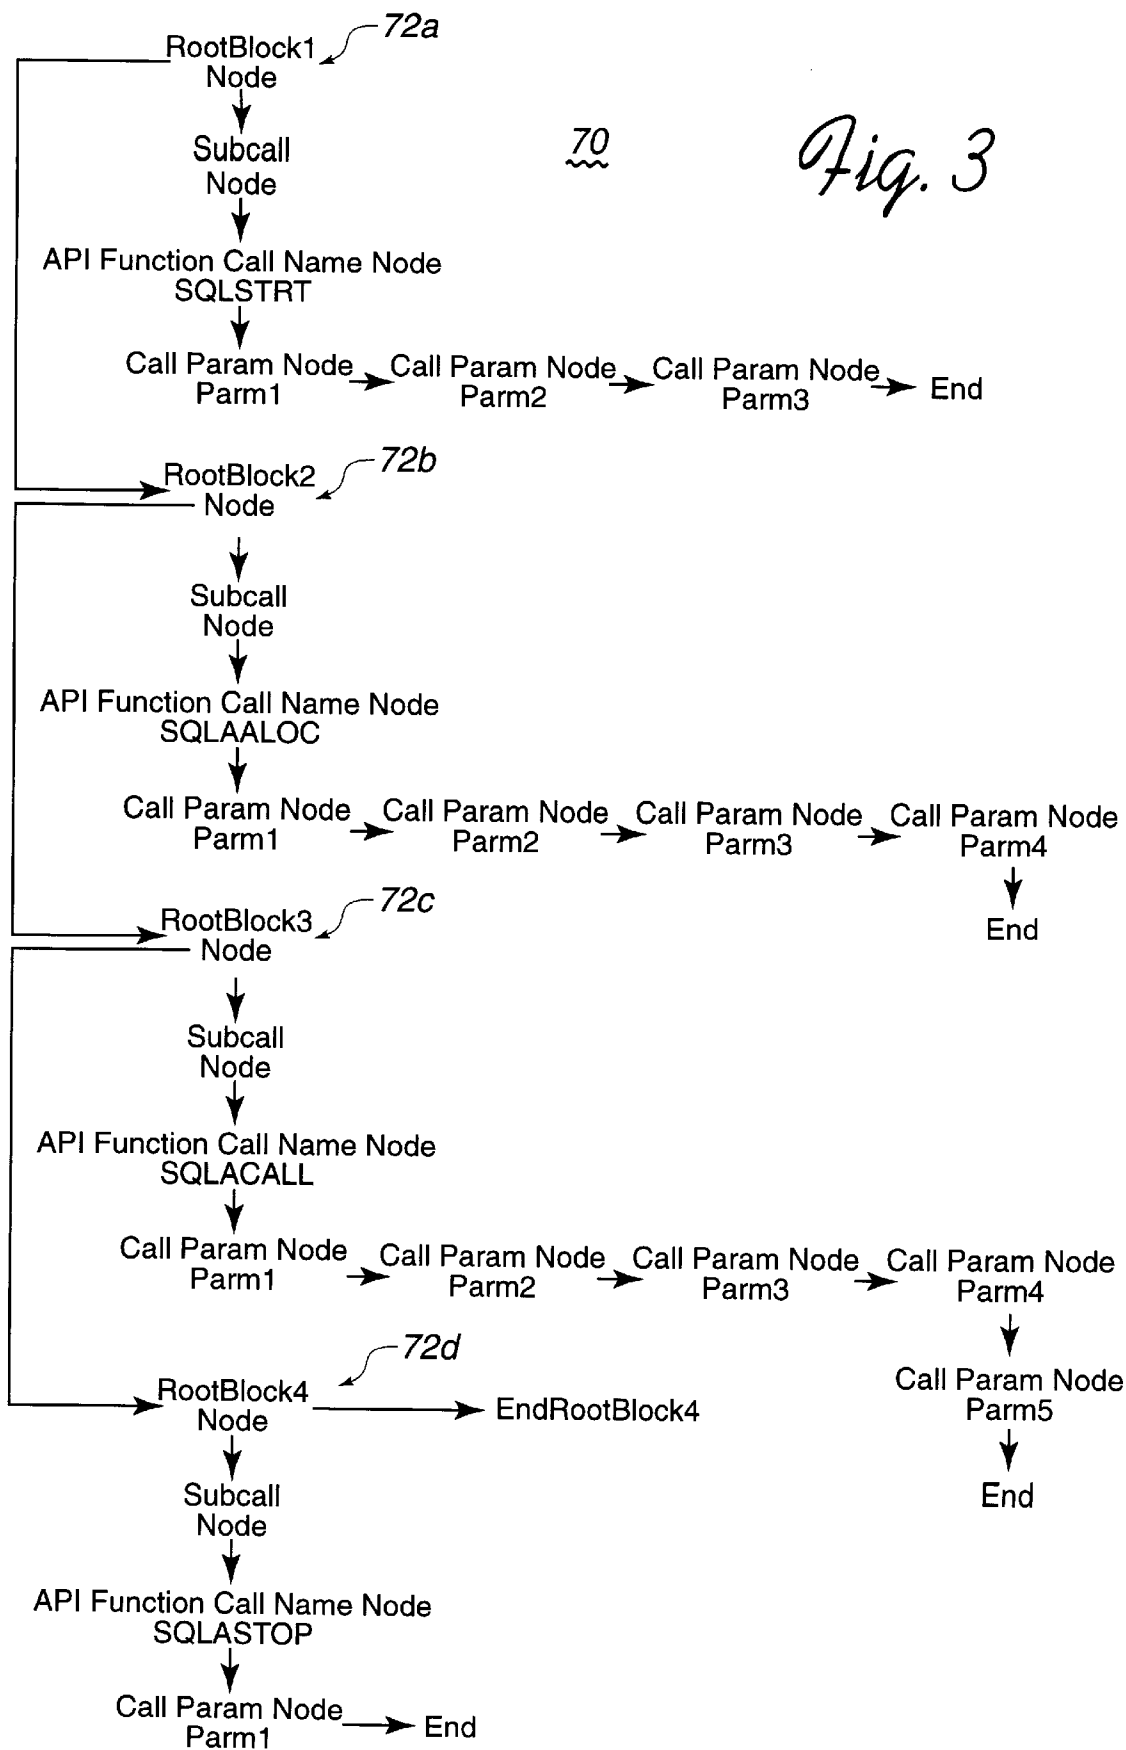 72a
RootBlock1
Node
Subcall
Node
70
Fig. 3
API Function Call Name Node
SQLSTRT
Call Param Node Call Param Node Call Param Node
Parm1 Parm2 Parm3 End
72b
RootBlock2
Node
Subcall
Node
API Function Call Name Node
SQLAALOC
Call Param Node Call Param Node Call Param Node Call Param Node
Parm1 Parm2 Parm3 Parm4
End
72c
RootBlock3
Node
Subcall
Node
API Function Call Name Node
SQLACALL
Call Param Node Call Param Node Call Param Node Call Param Node
Parm1 Parm2 Parm3 Parm4
Call Param Node
Parm5
End
72d
RootBlock4
Node
EndRootBlock4
Subcall
Node
API Function Call Name Node
SQLASTOP
Call Param Node
Parm1 End